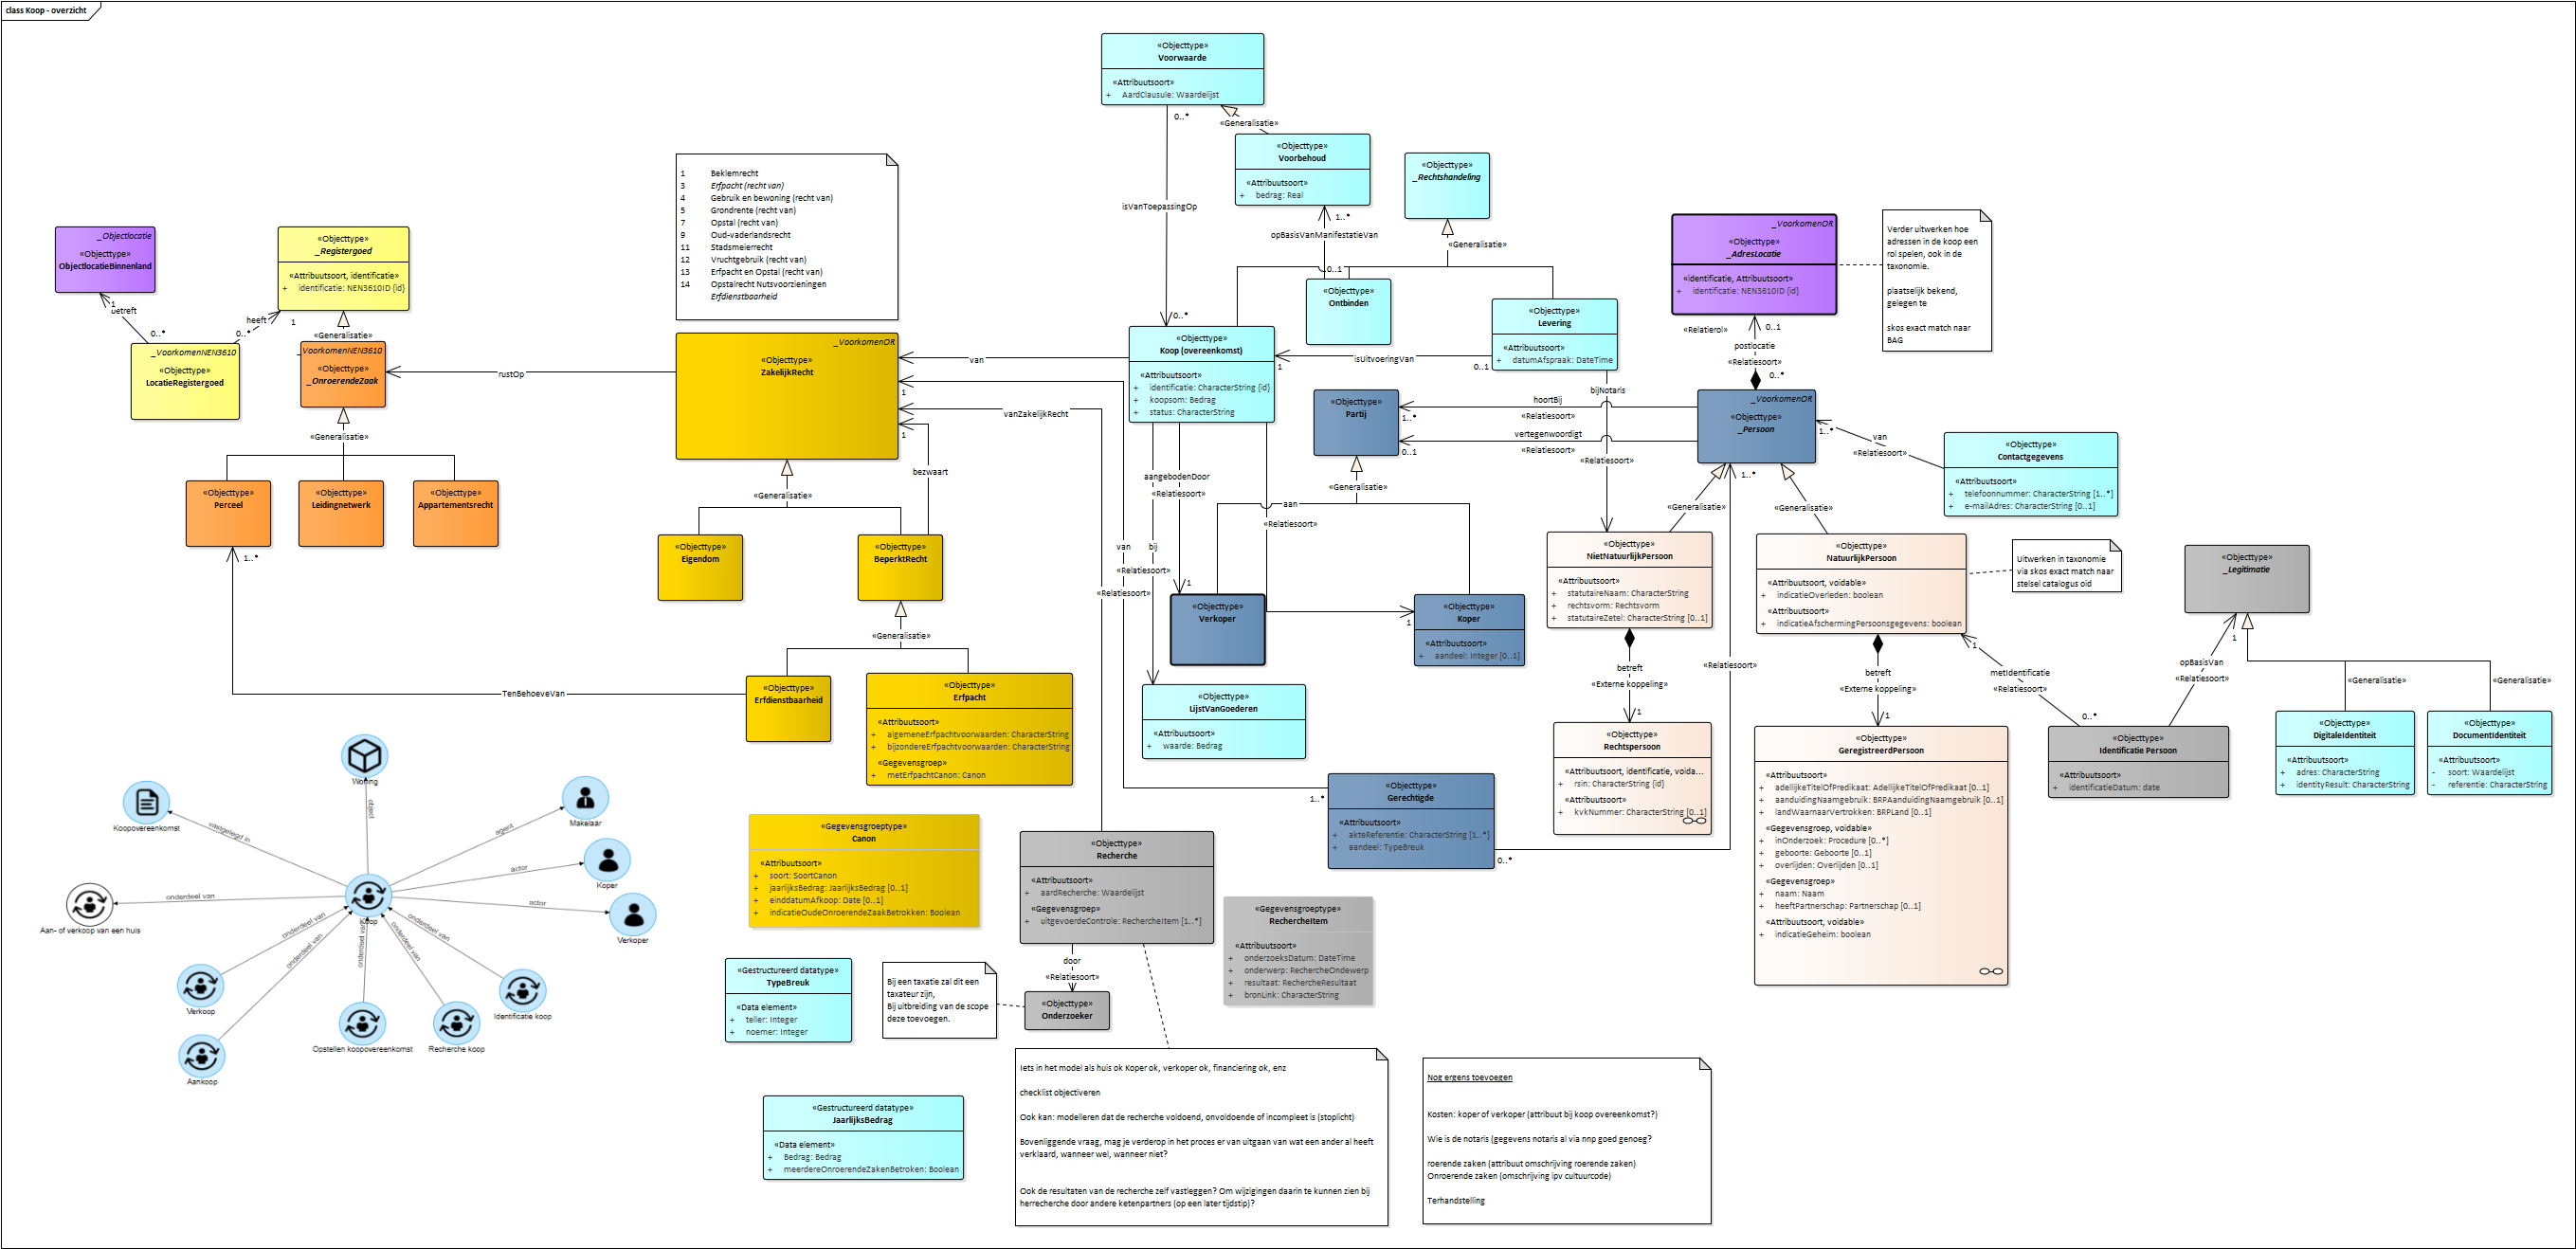 class Koop - overzicht
«Objecttype»
Voorwaarde
«Attribuutsoort»
+ AardClausule: Waardelijst
0..*
«Generalisatie»
«Objecttype»
Voorbehoud
«Attribuutsoort»
+ bedrag: Real
1..*
opBasisVanManifestatieVan
0..1
isVanToepassingOp
0..*
«Objecttype»
_Rechtshandeling
«Generalisatie»
«Objecttype»
Ontbinden
«Objecttype»
Levering
«Attribuutsoort»
+ datumAfspraak: DateTime
0..1
isUitvoeringVan
1
«Objecttype»
Koop (overeenkomst)
«Attribuutsoort»
+ identificatie: CharacterString {id}
+ koopsom: Bedrag
+ status: CharacterString
1 Beklemrecht
3 Erfpacht (recht van)
4 Gebruik en bewoning (recht van)
5 Grondrente (recht van)
7 Opstal (recht van)
9 Oud-vaderlandsrecht
11 Stadsmeierrecht
12 Vruchtgebruik (recht van)
13 Erfpacht en Opstal (recht van)
14 Opstalrecht Nutsvoorzieningen
Erfdienstbaarheid
_Objectlocatie
«Objecttype»
ObjectlocatieBinnenland
1
betreft
0..*
«Objecttype»
_Registergoed
«Attribuutsoort, identificatie»
+ identificatie: NEN3610ID {id}
heeft
0..*
1
«Generalisatie»
_VoorkomenNEN3610
«Objecttype»
LocatieRegistergoed
_VoorkomenNEN3610
«Objecttype»
_OnroerendeZaak
rustOp
«Generalisatie»
«Objecttype»
Perceel
«Objecttype»
Leidingnetwerk
«Objecttype»
Appartementsrecht
1..*
TenBehoeveVan
_VoorkomenOR
«Objecttype»
ZakelijkRecht
van
1
vanZakelijkRecht
1
bezwaart
«Generalisatie»
«Objecttype»
Eigendom
«Objecttype»
BeperktRecht
«Generalisatie»
«Objecttype»
Erfdienstbaarheid
«Objecttype»
Erfpacht
«Attribuutsoort»
+ algemeneErfpachtvoorwaarden: CharacterString
+ bijzondereErfpachtvoorwaarden: CharacterString
«Gegevensgroep»
+ metErfpachtCanon: Canon
_VoorkomenOR
«Objecttype»
_AdresLocatie
«identificatie, Attribuutsoort»
+ identificatie: NEN3610ID {id}
Verder uitwerken hoe
adressen in de koop een
rol spelen, ook in de
taxonomie.
plaatselijk bekend,
gelegen te
skos exact match naar
BAG
«Relatierol»
0..1
postlocatie
«Relatiesoort»
0..*
_VoorkomenOR
«Objecttype»
_Persoon
«Objecttype»
Partij
hoortBij
«Relatiesoort»
1..*
vertegenwoordigt
«Relatiesoort»
0..1
bijNotaris
«Relatiesoort»
van
«Relatiesoort»
1..*
«Objecttype»
Contactgegevens
«Attribuutsoort»
+ telefoonnummer: CharacterString [1..*]
+ e-mailAdres: CharacterString [0..1]
«Generalisatie»
aan
«Relatiesoort»
aangebodenDoor
«Relatiesoort»
van
bij
«Relatiesoort»
«Relatiesoort»
1
«Objecttype»
Verkoper
«Objecttype»
Koper
«Attribuutsoort»
+ aandeel: Integer [0..1]
1
«Objecttype»
LijstVanGoederen
«Attribuutsoort»
+ waarde: Bedrag
«Generalisatie»
1..*
«Generalisatie»
«Objecttype»
NietNatuurlijkPersoon
«Attribuutsoort»
+ statutaireNaam: CharacterString
+ rechtsvorm: Rechtsvorm
+ statutaireZetel: CharacterString [0..1]
«Objecttype»
NatuurlijkPersoon
«Attribuutsoort, voidable»
+ indicatieOverleden: boolean
«Attribuutsoort»
+ indicatieAfschermingPersoonsgegevens: boolean
Uitwerken in taxonomie
via skos exact match naar
stelsel catalogus oid
«Objecttype»
_Legitimatie
betreft
«Externe koppeling»
1
«Relatiesoort»
betreft
«Externe koppeling»
1
1
metIdentificatie
«Relatiesoort»
0..*
1
opBasisVan
«Relatiesoort»
«Generalisatie»
«Generalisatie»
«Objecttype»
Rechtspersoon
«Attribuutsoort, identificatie, voida...
+ rsin: CharacterString {id}
«Attribuutsoort»
+ kvkNummer: CharacterString [0..1]
«Objecttype»
GeregistreerdPersoon
«Attribuutsoort»
+ adellijkeTitelOfPredikaat: AdellijkeTitelOfPredikaat [0..1]
+ aanduidingNaamgebruik: BRPAanduidingNaamgebruik [0..1]
+ landWaarnaarVertrokken: BRPLand [0..1]
«Gegevensgroep, voidable»
+ inOnderzoek: Procedure [0..*]
+ geboorte: Geboorte [0..1]
+ overlijden: Overlijden [0..1]
«Gegevensgroep»
+ naam: Naam
+ heeftPartnerschap: Partnerschap [0..1]
«Attribuutsoort, voidable»
+ indicatieGeheim: boolean
«Objecttype»
Identificatie Persoon
«Attribuutsoort»
+ identificatieDatum: date
«Objecttype»
DigitaleIdentiteit
«Attribuutsoort»
+ adres: CharacterString
+ identityResult: CharacterString
«Objecttype»
DocumentIdentiteit
«Attribuutsoort»
- soort: Waardelijst
- referentie: CharacterString
«Objecttype»
Gerechtigde
«Attribuutsoort»
+ akteReferentie: CharacterString [1..*]
+ aandeel: TypeBreuk
1..*
0..*
«Gegevensgroeptype»
Canon
«Attribuutsoort»
+ soort: SoortCanon
+ jaarlijksBedrag: JaarlijksBedrag [0..1]
+ einddatumAfkoop: Date [0..1]
+ indicatieOudeOnroerendeZaakBetrokken: Boolean
«Objecttype»
Recherche
«Attribuutsoort»
+ aardRecherche: Waardelijst
«Gegevensgroep»
+ uitgevoerdeControle: RechercheItem [1..*]
«Gegevensgroeptype»
RechercheItem
«Attribuutsoort»
+ onderzoeksDatum: DateTime
+ onderwerp: RechercheOndewerp
+ resultaat: RechercheResultaat
+ bronLink: CharacterString
door
«Relatiesoort»
«Objecttype»
Onderzoeker
«Gestructureerd datatype»
TypeBreuk
«Data element»
+ teller: Integer
+ noemer: Integer
Bij een taxatie zal dit een
taxateur zijn,
Bij uitbreiding van de scope
deze toevoegen.
«Gestructureerd datatype»
JaarlijksBedrag
«Data element»
+ Bedrag: Bedrag
+ meerdereOnroerendeZakenBetroken: Boolean
Iets in het model als huis ok Koper ok, verkoper ok, financiering ok, enz
checklist objectiveren
Ook kan: modelleren dat de recherche voldoend, onvoldoende of incompleet is (stoplicht)
Bovenliggende vraag, mag je verderop in het proces er van uitgaan van wat een ander al heeft
verklaard, wanneer wel, wanneer niet?
Ook de resultaten van de recherche zelf vastleggen? Om wijzigingen daarin te kunnen zien bij
herrecherche door andere ketenpartners (op een later tijdstip)?
Nog ergens toevoegen
Kosten: koper of verkoper (attribuut bij koop overeenkomst?)
Wie is de notaris (gegevens notaris al via nnp goed genoeg?
roerende zaken (attribuut omschrijving roerende zaken)
Onroerende zaken (omschrijving ipv cultuurcode)
Terhandstelling
Woning
object
Koopovereenkomst
vastgelegd in
agent
Makelaar
actor
Koper
actor
Verkoper
Koop
onderdeel van
Aan- of verkoop van een huis
onderdeel van
onderdeel van
onderdeel van
onderdeel van
onderdeel van
Verkoop
Aankoop
Opstellen koopovereenkomst
Recherche koop
Identificatie koop